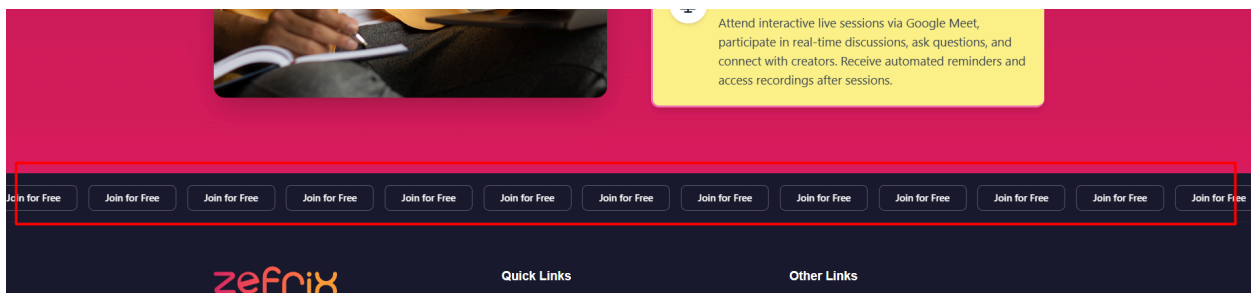 Attend interactive live sessions via Google Meet,
participate in real-time discussions, ask questions, and
connect with creators. Receive automated reminders and
access recordings after sessions.
Join for Free Join for Free Join for Free Join for Free Join for Free Join for Free Join for Free Join for Free Join for Free Join for Free Join for Free Join for Free Join for Free
zefrix Quick Links Other Links